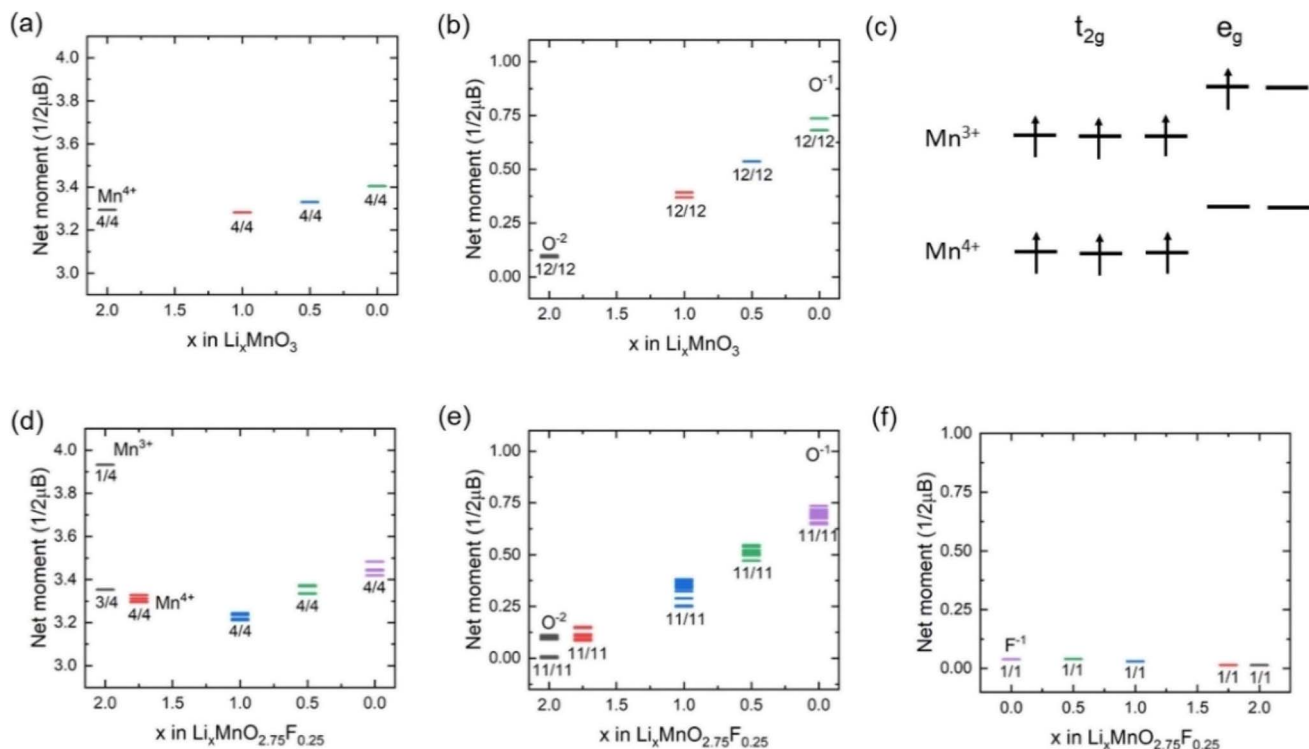 (a)
Net moment (1/2μB)
4.0
3.8
3.6
3.4
3.2
3.0
Mn⁴⁺
4/4
4/4
4/4
4/4
2.0 1.5 1.0 0.5 0.0
x in LiₓMnO₃
(b)
Net moment (1/2μB)
1.00
0.75
0.50
0.25
0.00
O⁻²
12/12
12/12
12/12
O⁻¹
12/12
2.0 1.5 1.0 0.5 0.0
x in LiₓMnO₃
(c)
t₂g e_g
Mn³⁺
Mn⁴⁺
(d)
Net moment (1/2μB)
4.0
3.8
3.6
3.4
3.2
3.0
Mn³⁺
1/4
3/4
4/4
Mn⁴⁺
4/4
4/4
4/4
2.0 1.5 1.0 0.5 0.0
x in LiₓMnO₂.₇₅F₀.₂₅
(e)
Net moment (1/2μB)
1.00
0.75
0.50
0.25
0.00
O⁻²
11/11
11/11
11/11
11/11
O⁻¹
11/11
2.0 1.5 1.0 0.5 0.0
x in LiₓMnO₂.₇₅F₀.₂₅
(f)
Net moment (1/2μB)
1.00
0.75
0.50
0.25
0.00
F⁻¹
1/1
1/1
1/1
1/1
1/1
0.0 0.5 1.0 1.5 2.0
x in LiₓMnO₂.₇₅F₀.₂₅